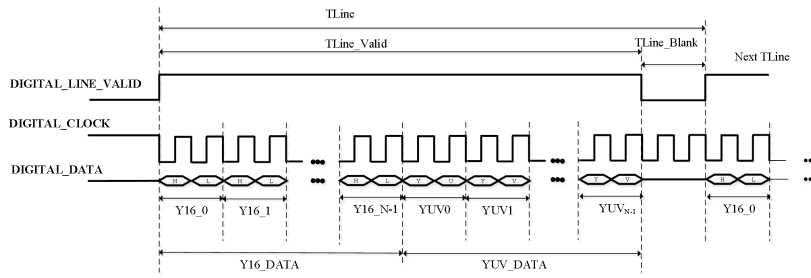 TLine
TLine_Valid
TLine_Blank
Next TLine
DIGITAL_LINE_VALID
DIGITAL_CLOCK
DIGITAL_DATA
H L H L H L Y U Y V Y V H L
Y16_0 Y16_1 Y16_N-1 YUV0 YUV1 YUVN-1 Y16_0
Y16_DATA YUV_DATA